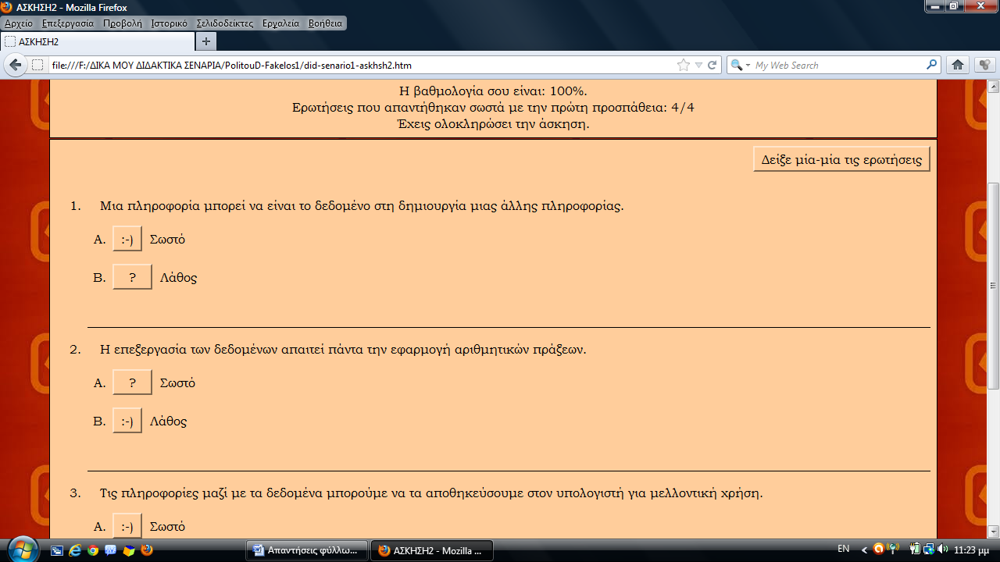 ΑΣΚΗΣΗ2 - Mozilla Firefox
Αρχείο Επεξεργασία Προβολή Ιστορικό Σελιδοδείκτες Εργαλεία Βοήθεια
ΑΣΚΗΣΗ2
file:///F:/ΔΙΚΑ ΜΟΥ ΔΙΔΑΚΤΙΚΑ ΣΕΝΑΡΙΑ/PolitouD-Fakelos1/did-senario1-askhsh2.htm
My Web Search
Η βαθμολογία σου είναι: 100%.
Ερωτήσεις που απαντήθηκαν σωστά με την πρώτη προσπάθεια: 4/4
Έχεις ολοκληρώσει την άσκηση.
Δείξε μία-μία τις ερωτήσεις
1. Μια πληροφορία μπορεί να είναι το δεδομένο στη δημιουργία μιας άλλης πληροφορίας.
A. :-) Σωστό
B. ? Λάθος
2. Η επεξεργασία των δεδομένων απαιτεί πάντα την εφαρμογή αριθμητικών πράξεων.
A. ? Σωστό
B. :-) Λάθος
3. Τις πληροφορίες μαζί με τα δεδομένα μπορούμε να τα αποθηκεύσουμε στον υπολογιστή για μελλοντική χρήση.
A. :-) Σωστό
Απαντήσεις φύλλω...
ΑΣΚΗΣΗ2 - Mozilla ...
EN
11:23 μμ